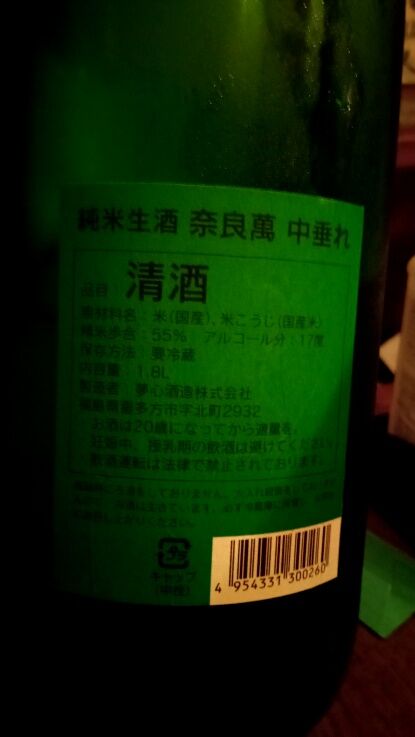 純米生酒 奈良萬 中垂れ
品目： 清酒
原材料名：米(国産)、米こうじ(国産米)
精米歩合：55% アルコール分：17度
保存方法：要冷蔵
内容量：1.8L
製造者：夢心酒造株式会社
福島県喜多方市字北町2932
お酒は20歳になってから適量を。
妊娠中、授乳期の飲酒は避けてください。
飲酒運転は法律で禁止されております。
キャップ
4 954331 300260